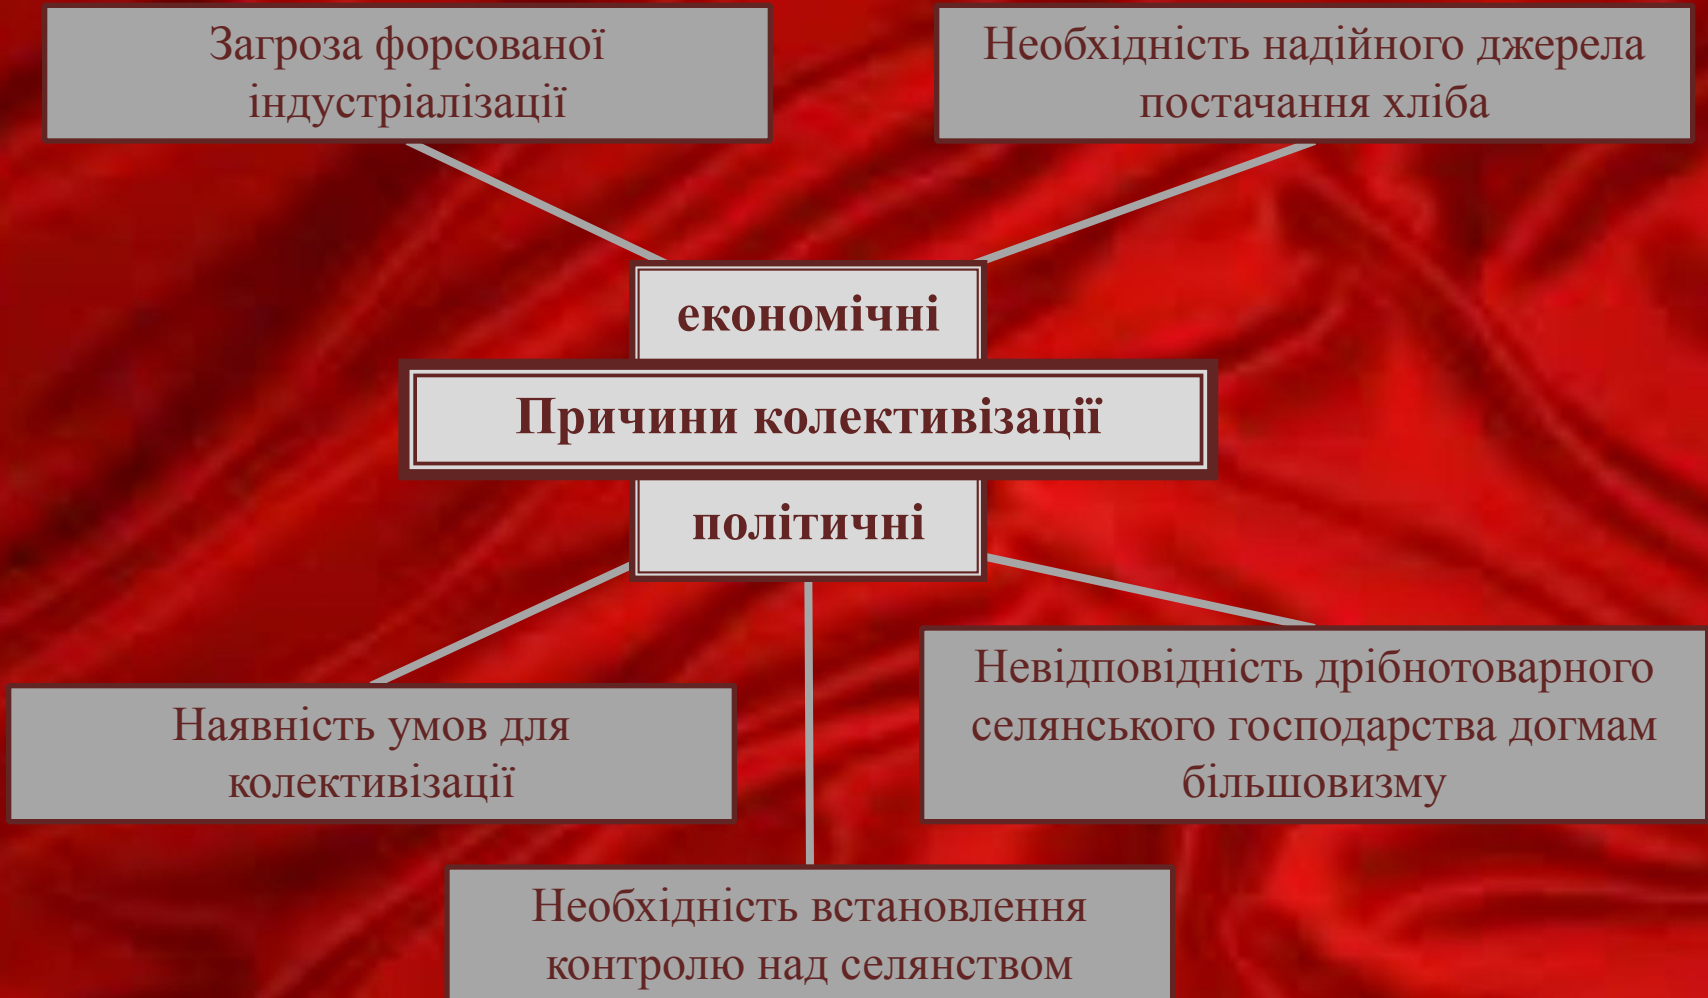 Загроза форсованої
індустріалізації
Необхідність надійного джерела
постачання хліба
економічні
Причини колективізації
політичні
Наявність умов для
колективізації
Невідповідність дрібнотоварного
селянського господарства догмам
більшовизму
Необхідність встановлення
контролю над селянством